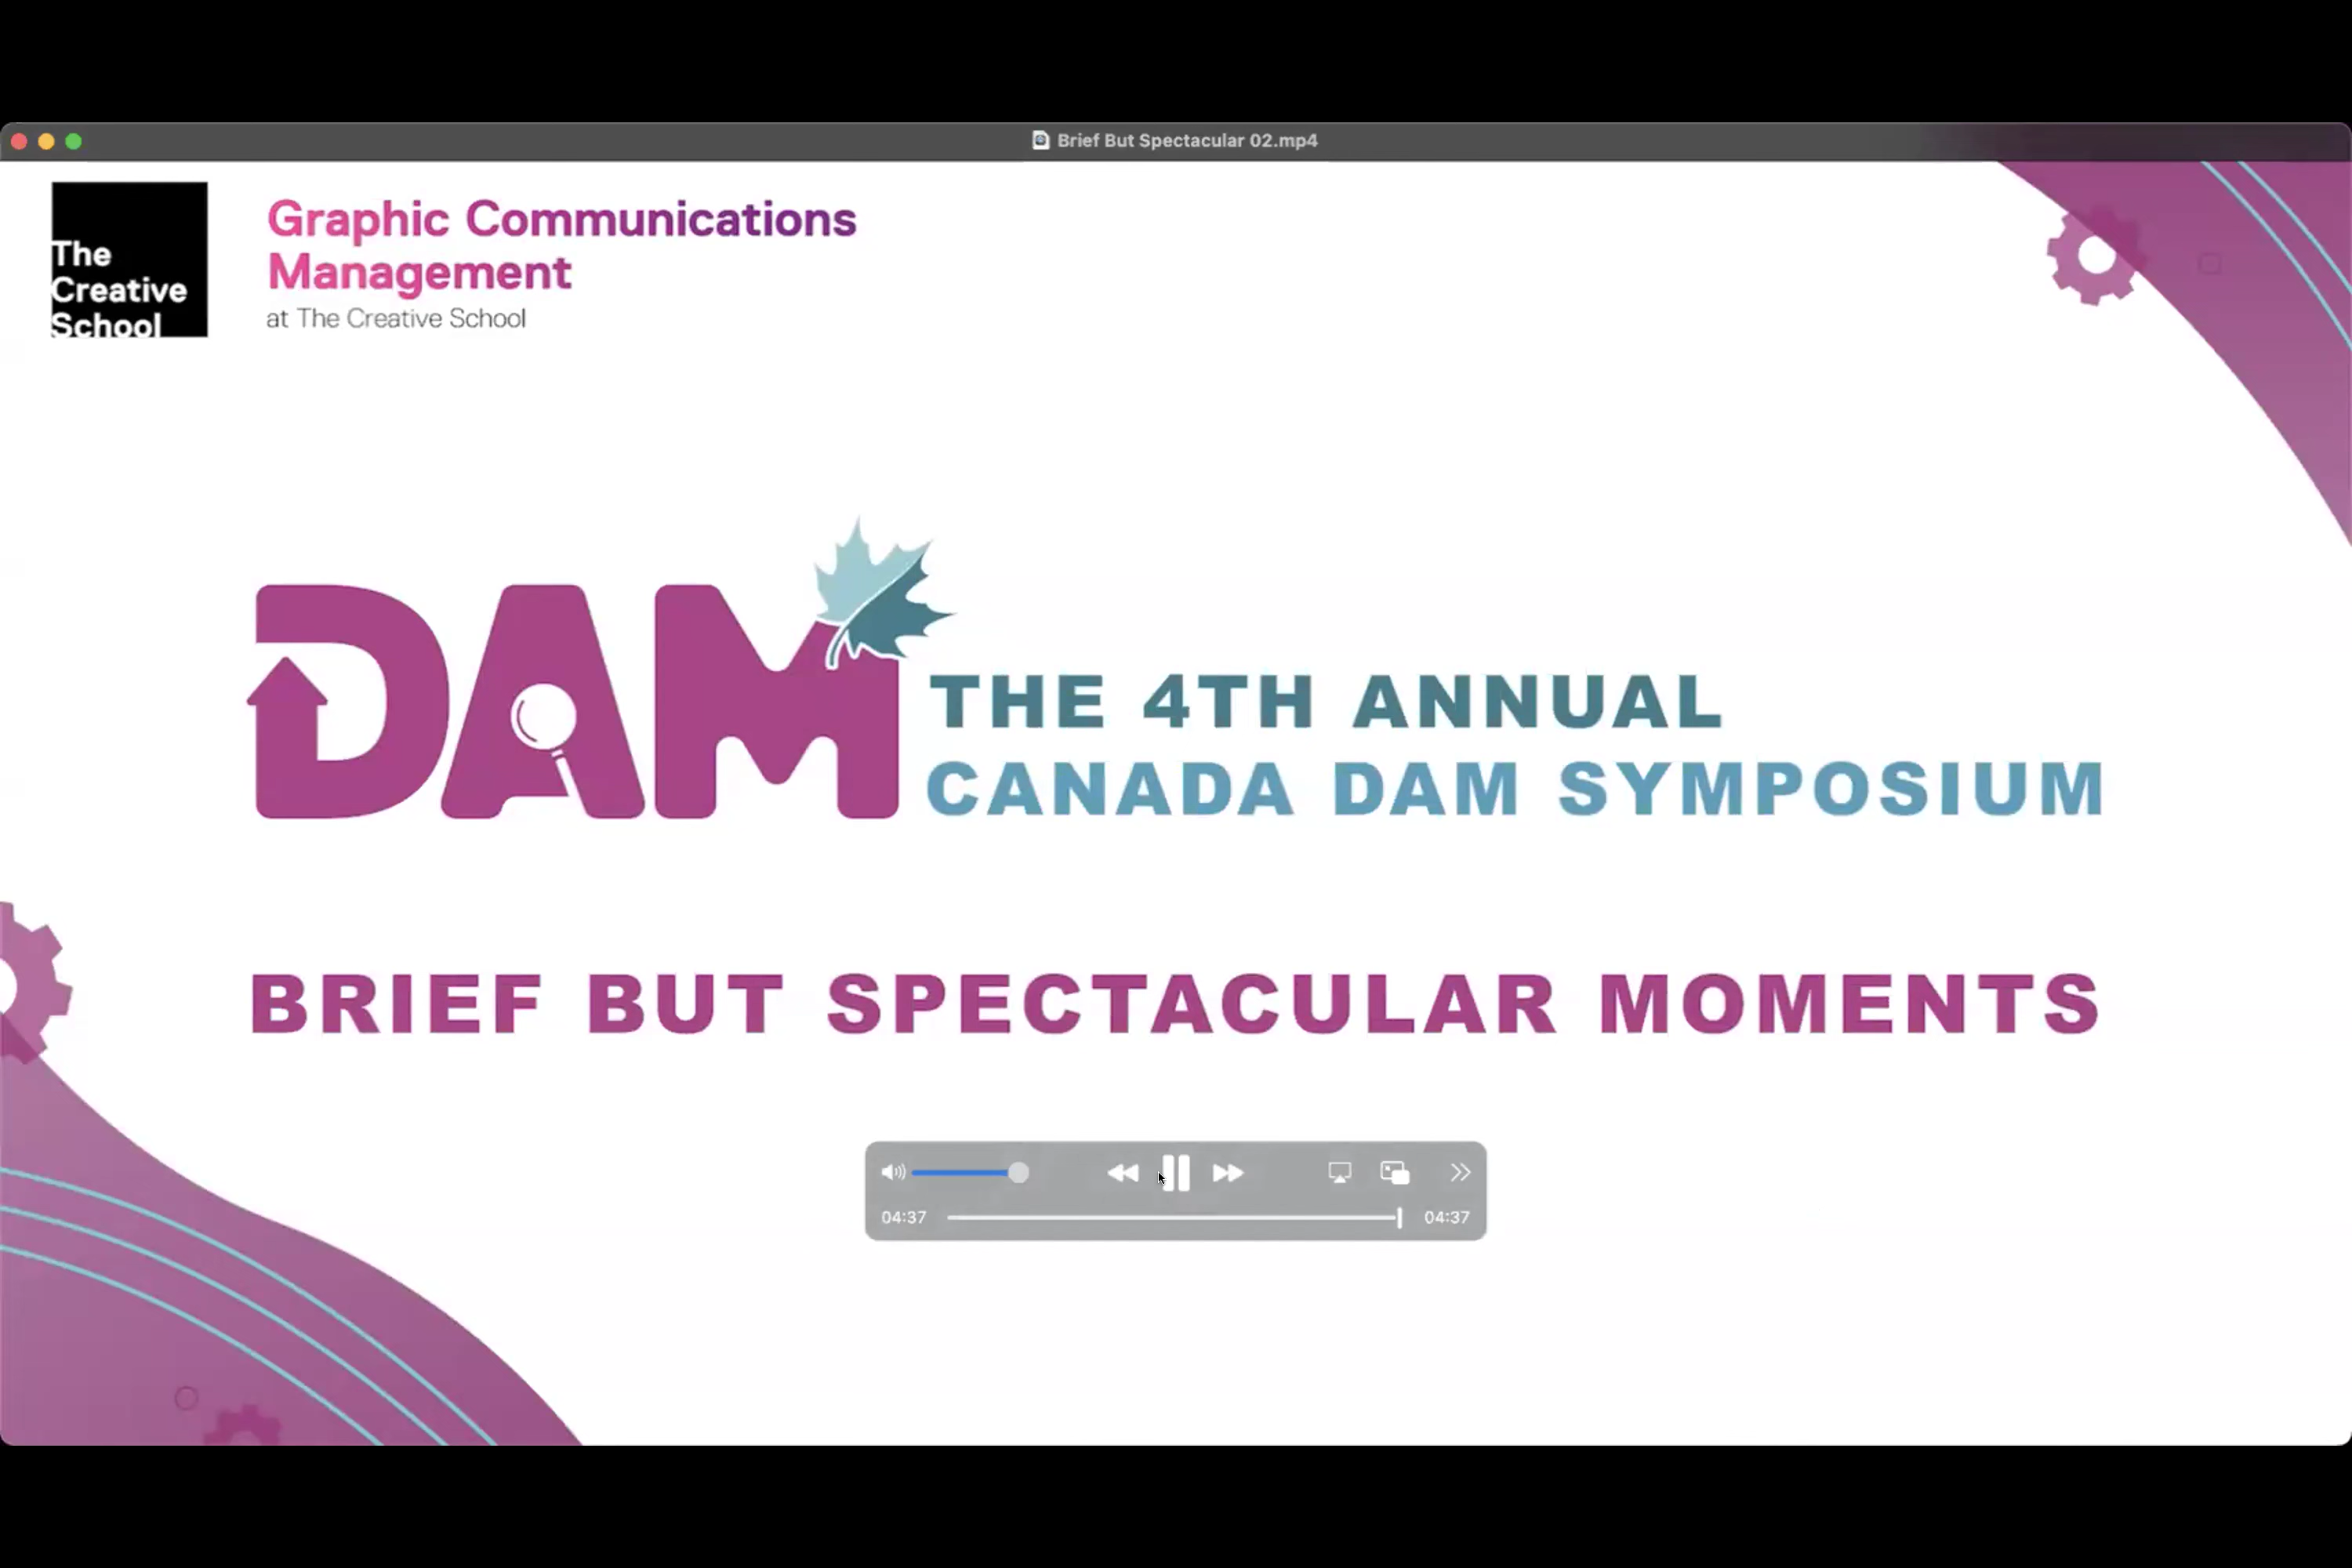 Brief But Spectacular 02.mp4
The
Creative
School
Graphic Communications
Management
at The Creative School
DAM
THE 4TH ANNUAL
CANADA DAM SYMPOSIUM
BRIEF BUT SPECTACULAR MOMENTS
04:37
04:37